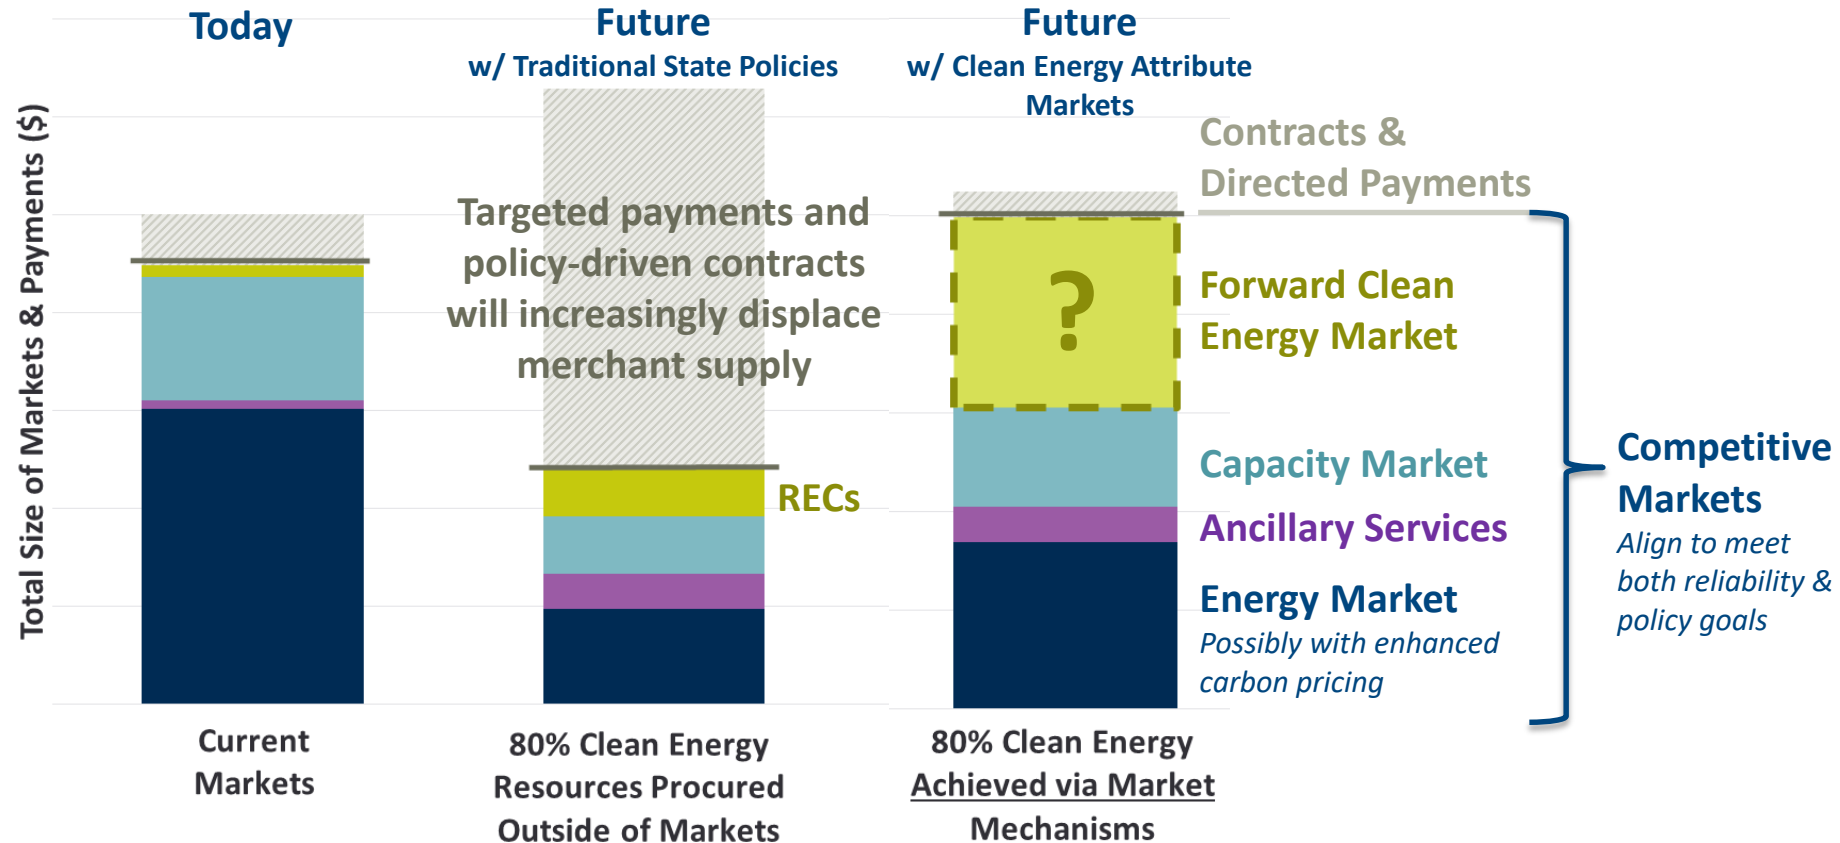 Today
Future
w/ Traditional State Policies
Future
w/ Clean Energy Attribute
Markets
Total Size of Markets & Payments ($)
Targeted payments and
policy-driven contracts
will increasingly displace
merchant supply
RECs
?
Contracts &
Directed Payments
Forward Clean
Energy Market
Capacity Market
Ancillary Services
Energy Market
Possibly with enhanced
carbon pricing
Competitive
Markets
Align to meet
both reliability &
policy goals
Current
Markets
80% Clean Energy
Resources Procured
Outside of Markets
80% Clean Energy
Achieved via Market
Mechanisms